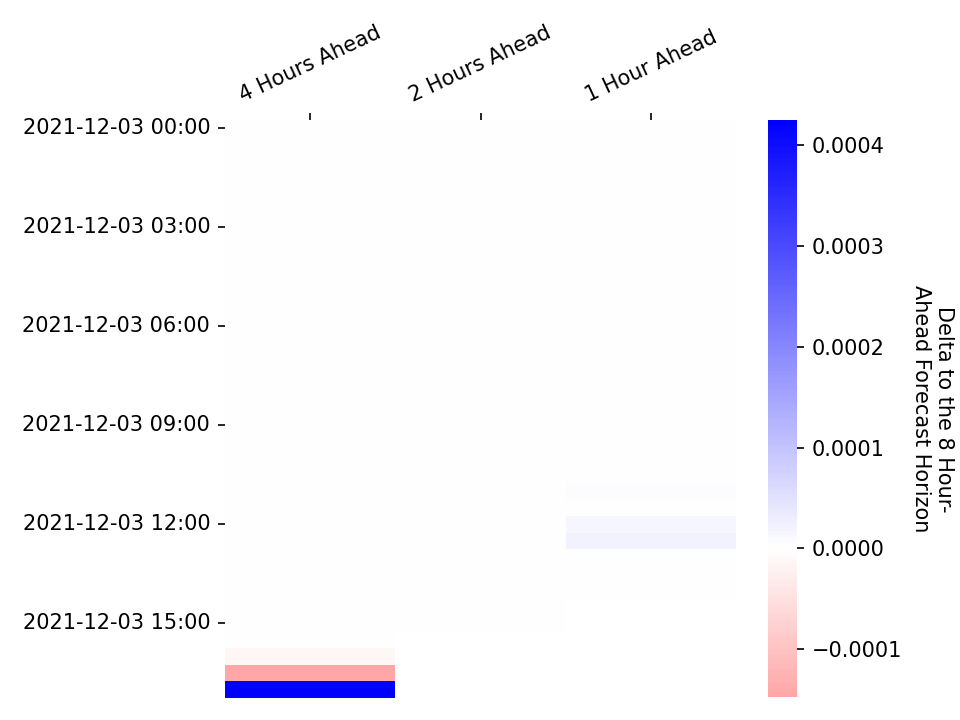 4 Hours Ahead
2 Hours Ahead
1 Hour Ahead
2021-12-03 00:00
2021-12-03 03:00
2021-12-03 06:00
2021-12-03 09:00
2021-12-03 12:00
2021-12-03 15:00
0.0004
0.0003
0.0002
0.0001
0.0000
−0.0001
Delta to the 8 Hour-
Ahead Forecast Horizon